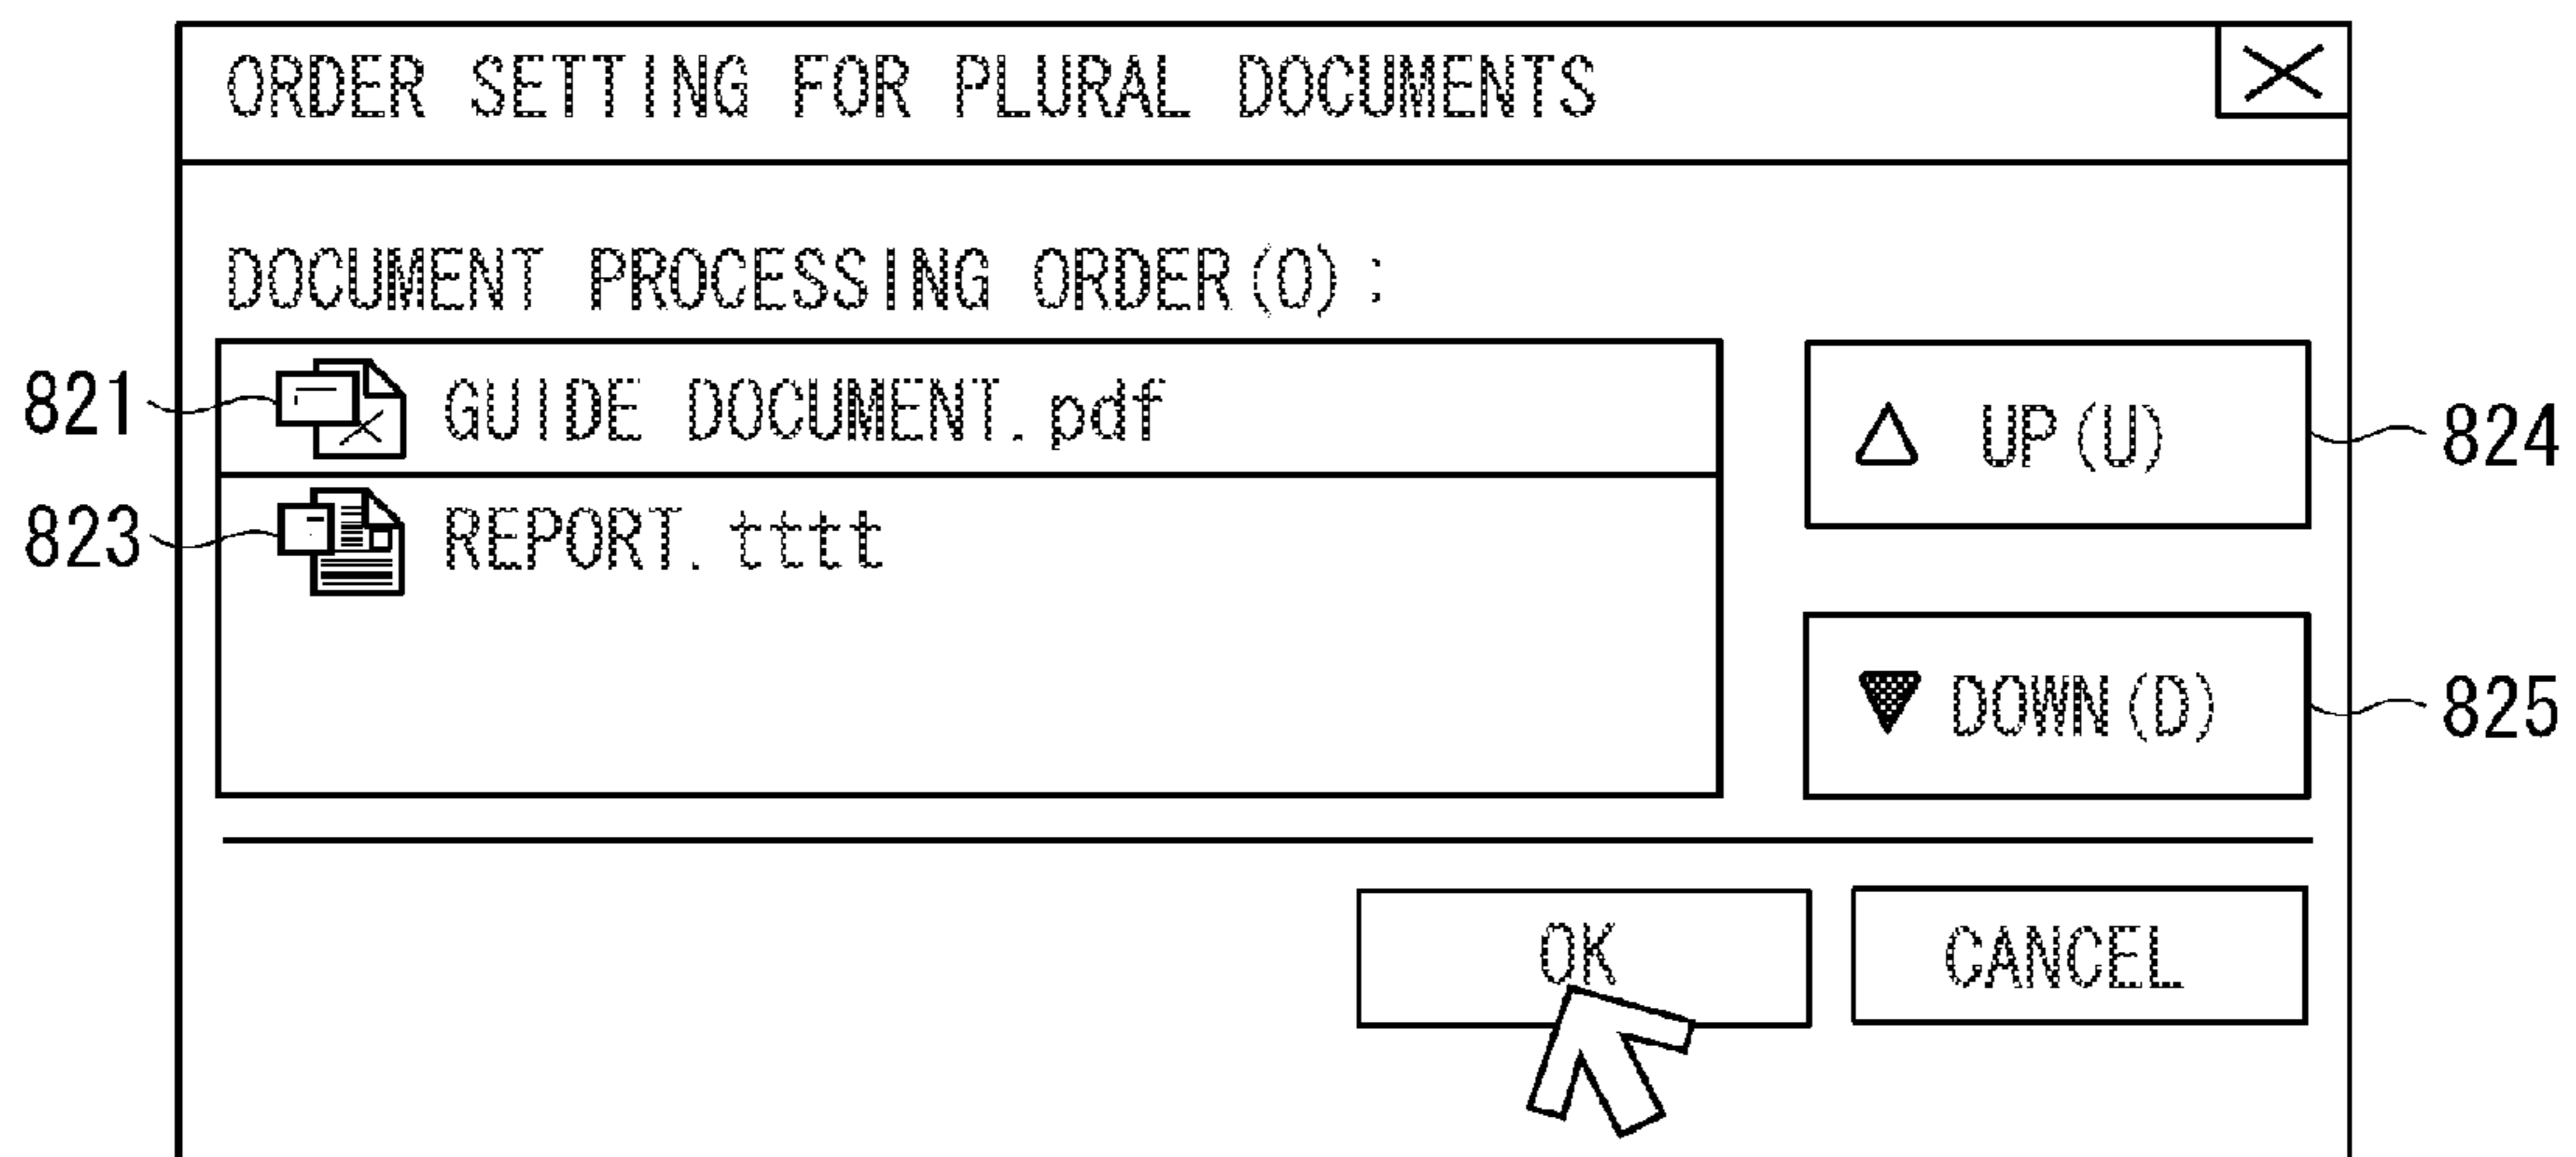 ORDER SETTING FOR PLURAL DOCUMENTS
DOCUMENT PROCESSING ORDER(O):
821 GUIDE DOCUMENT.pdf
△ UP(U) 824
823 REPORT.tttt
▼ DOWN(D) 825
OK CANCEL